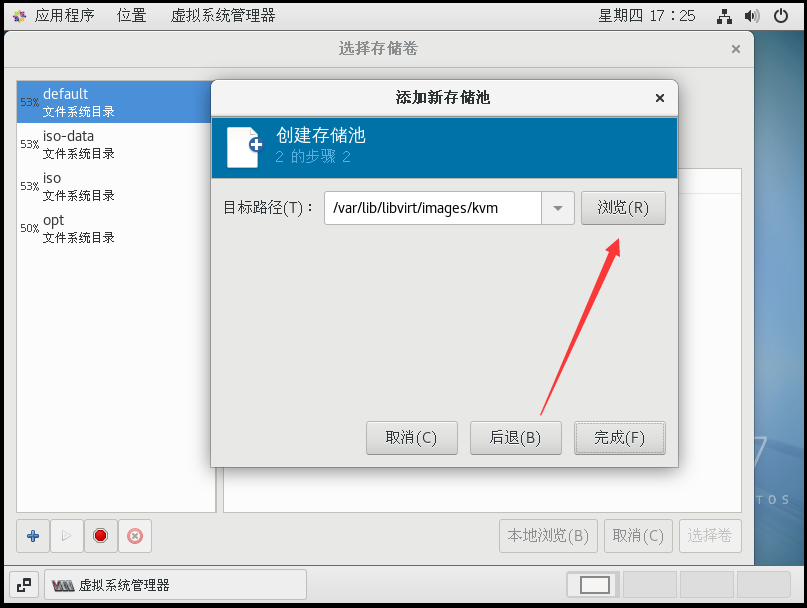 应用程序 位置 虚拟系统管理器 星期四 17：25
选择存储卷
53% default
文件系统目录
53% iso-data
文件系统目录
53% iso
文件系统目录
50% opt
文件系统目录
添加新存储池
创建存储池
2 的步骤 2
目标路径(T)： /var/lib/libvirt/images/kvm 浏览(R)
取消(C) 后退(B) 完成(F)
7
TOS
本地浏览(B) 取消(C) 选择卷
虚拟系统管理器